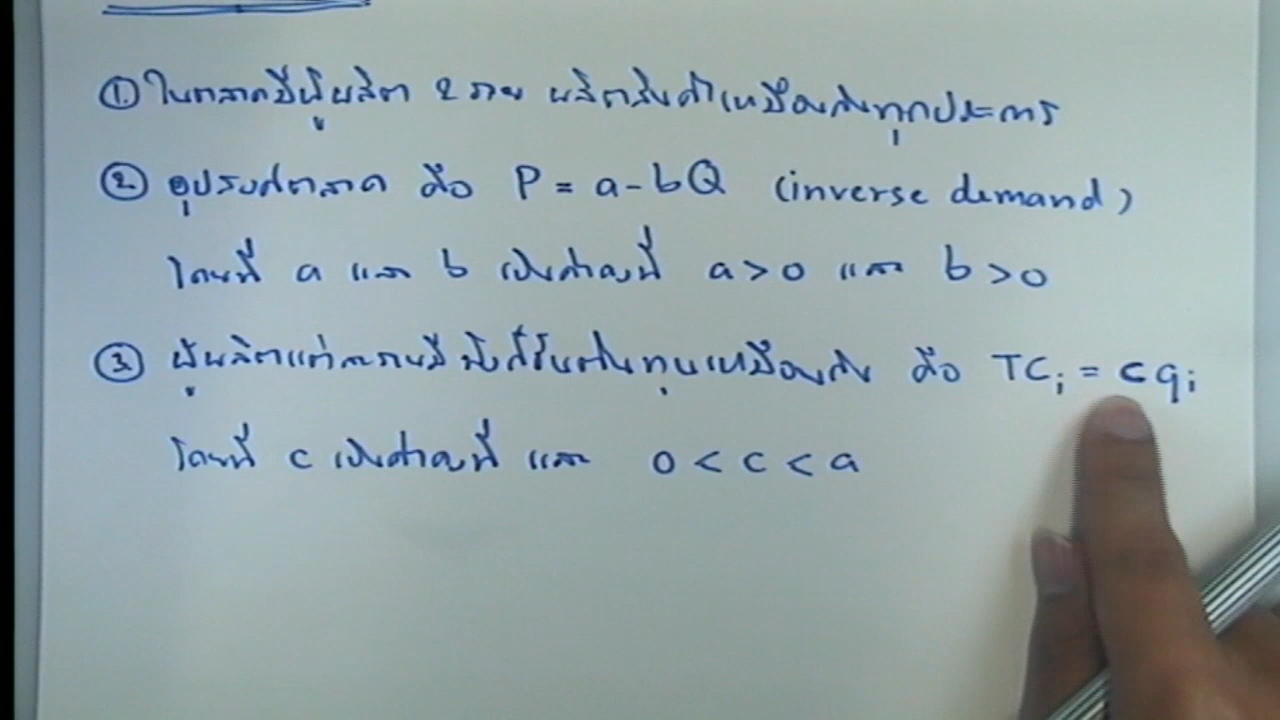 ① ในตลาดมีผู้ผลิต 2 ราย ผลิตสินค้าเหมือนกันทุกประการ
② อุปสงค์ตลาด คือ P = a - bQ (inverse demand)
โดยที่ a และ b เป็นค่าคงที่ a > 0 และ b > 0
③ ผู้ผลิตแต่ละรายมีฟังก์ชันต้นทุนเหมือนกัน คือ TCᵢ = cqᵢ
โดยที่ c เป็นค่าคงที่ และ 0 < c < a